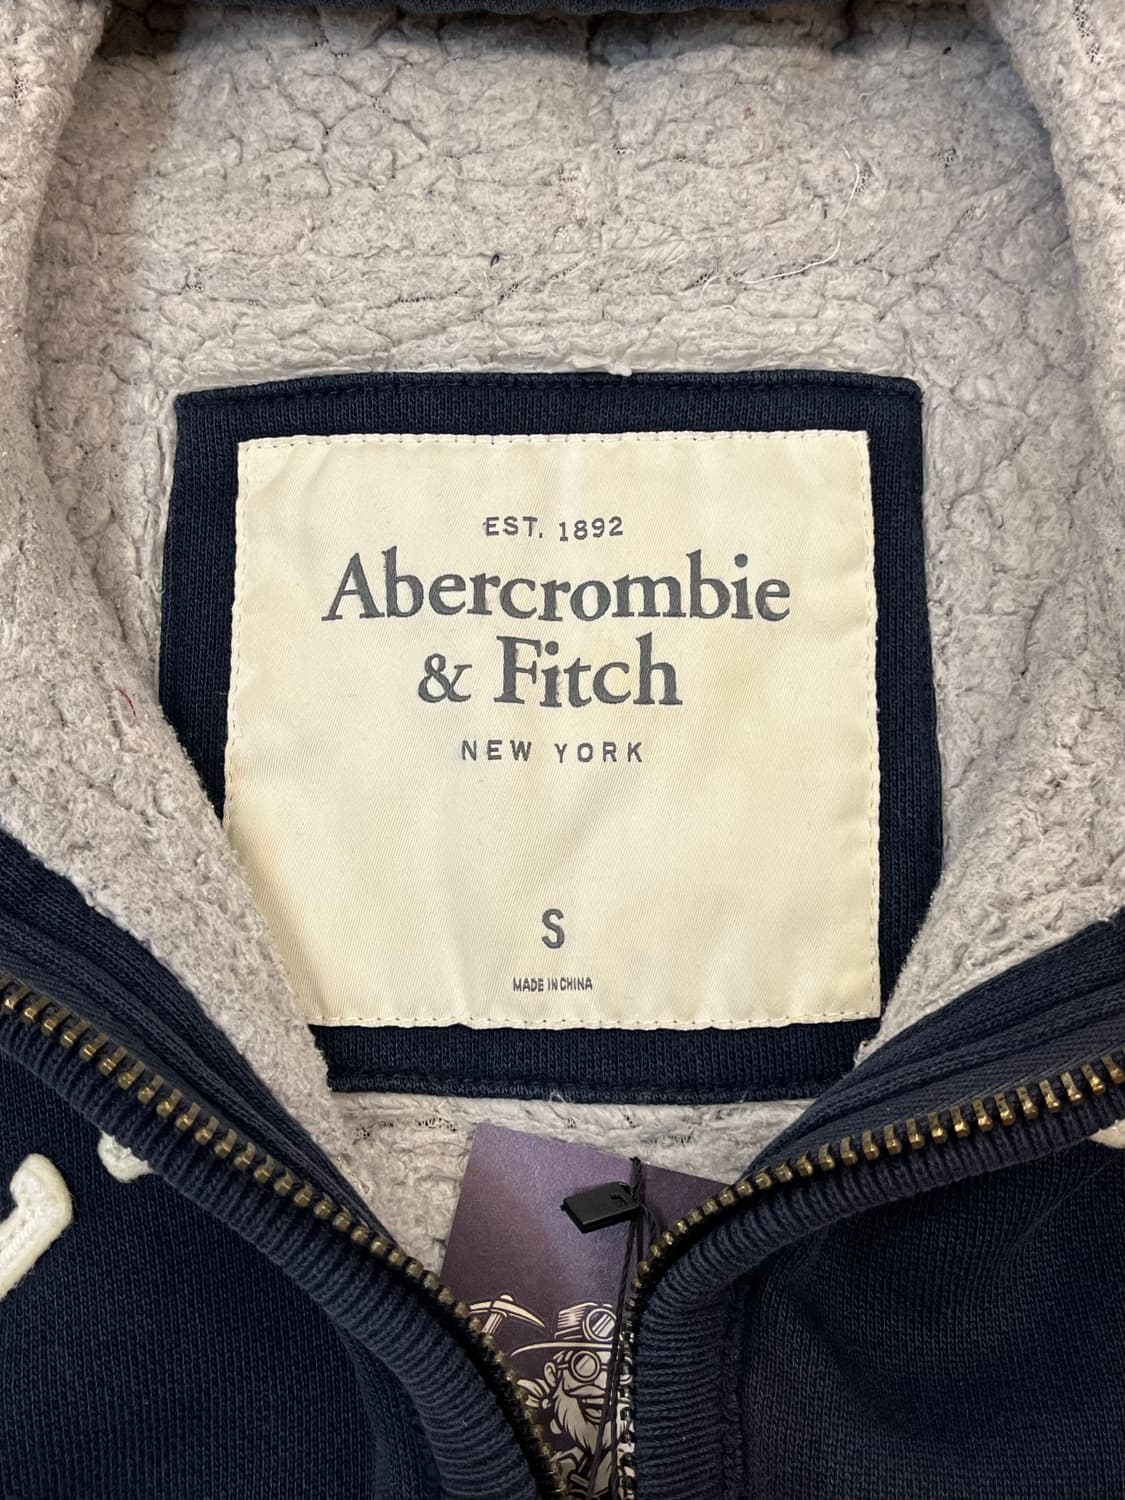 EST. 1892
Abercrombie
& Fitch
NEW YORK
S
MADE IN CHINA